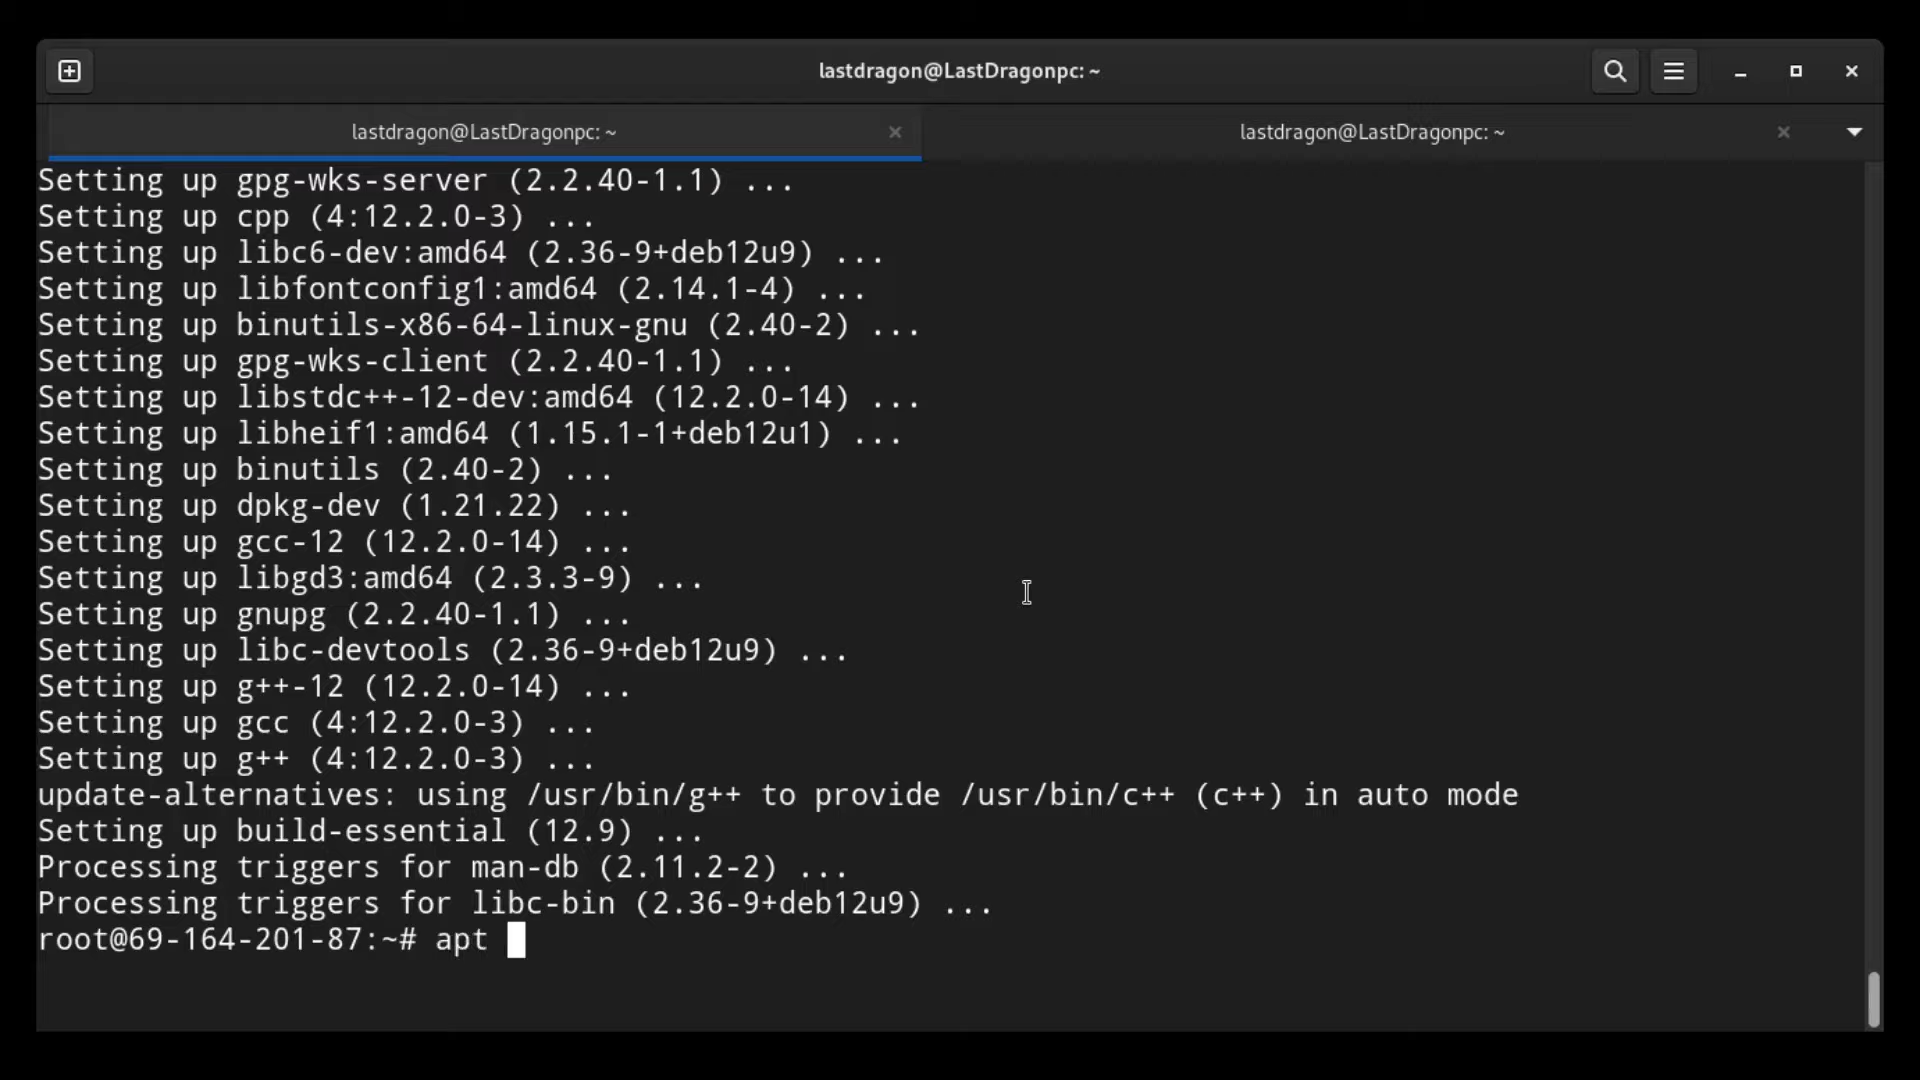 lastdragon@LastDragonpc: ~
lastdragon@LastDragonpc: ~
lastdragon@LastDragonpc: ~
Setting up gpg-wks-server (2.2.40-1.1) ...
Setting up cpp (4:12.2.0-3) ...
Setting up libc6-dev:amd64 (2.36-9+deb12u9) ...
Setting up libfontconfig1:amd64 (2.14.1-4) ...
Setting up binutils-x86-64-linux-gnu (2.40-2) ...
Setting up gpg-wks-client (2.2.40-1.1) ...
Setting up libstdc++-12-dev:amd64 (12.2.0-14) ...
Setting up libheif1:amd64 (1.15.1-1+deb12u1) ...
Setting up binutils (2.40-2) ...
Setting up dpkg-dev (1.21.22) ...
Setting up gcc-12 (12.2.0-14) ...
Setting up libgd3:amd64 (2.3.3-9) ...
Setting up gnupg (2.2.40-1.1) ...
Setting up libc-devtools (2.36-9+deb12u9) ...
Setting up g++-12 (12.2.0-14) ...
Setting up gcc (4:12.2.0-3) ...
Setting up g++ (4:12.2.0-3) ...
update-alternatives: using /usr/bin/g++ to provide /usr/bin/c++ (c++) in auto mode
Setting up build-essential (12.9) ...
Processing triggers for man-db (2.11.2-2) ...
Processing triggers for libc-bin (2.36-9+deb12u9) ...
root@69-164-201-87:~# apt